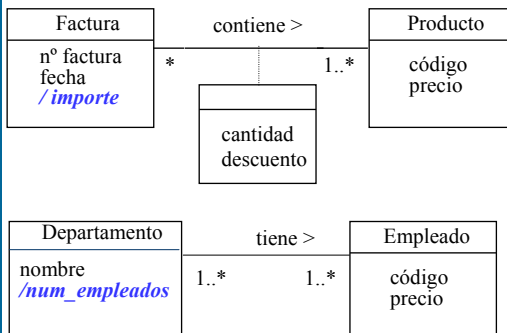 Factura
contiene >
Producto
nº factura
fecha
/ importe
*
1..*
código
precio
cantidad
descuento
Departamento
tiene >
Empleado
nombre
/num_empleados
1..*
1..*
código
precio